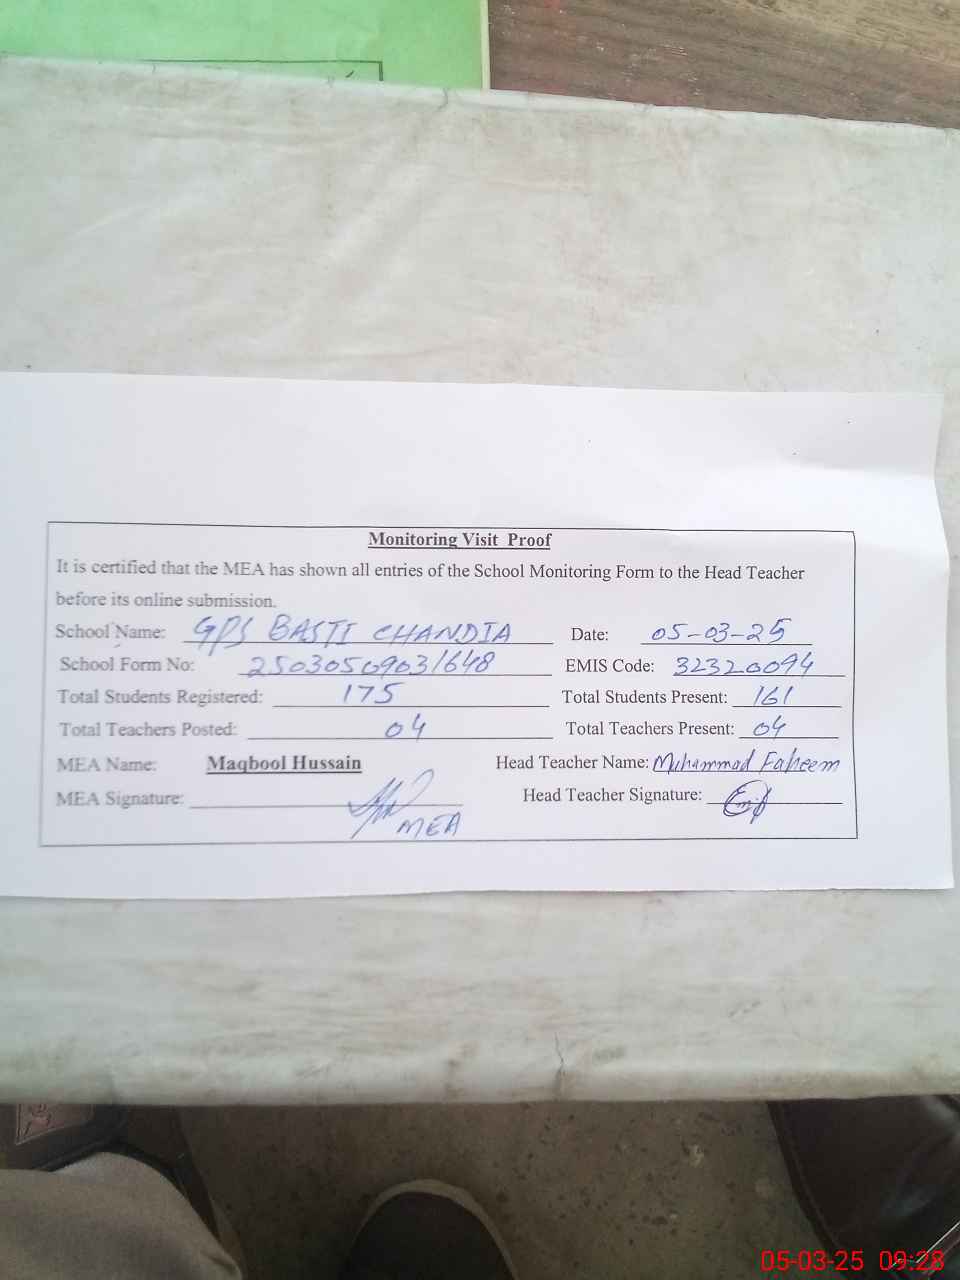 Monitoring Visit Proof
It is certified that the MEA has shown all entries of the School Monitoring Form to the Head Teacher
before its online submission.
School Name: GPS BASTI CHANDIA Date: 05-03-25
School Form No: 25030509031648 EMIS Code: 32320094
Total Students Registered: 175 Total Students Present: 161
Total Teachers Posted: 04 Total Teachers Present: 04
MEA Name: Maqbool Hussain Head Teacher Name: Muhammad Faheem
MEA Signature: Head Teacher Signature:
MEA
05-03-25 09:28